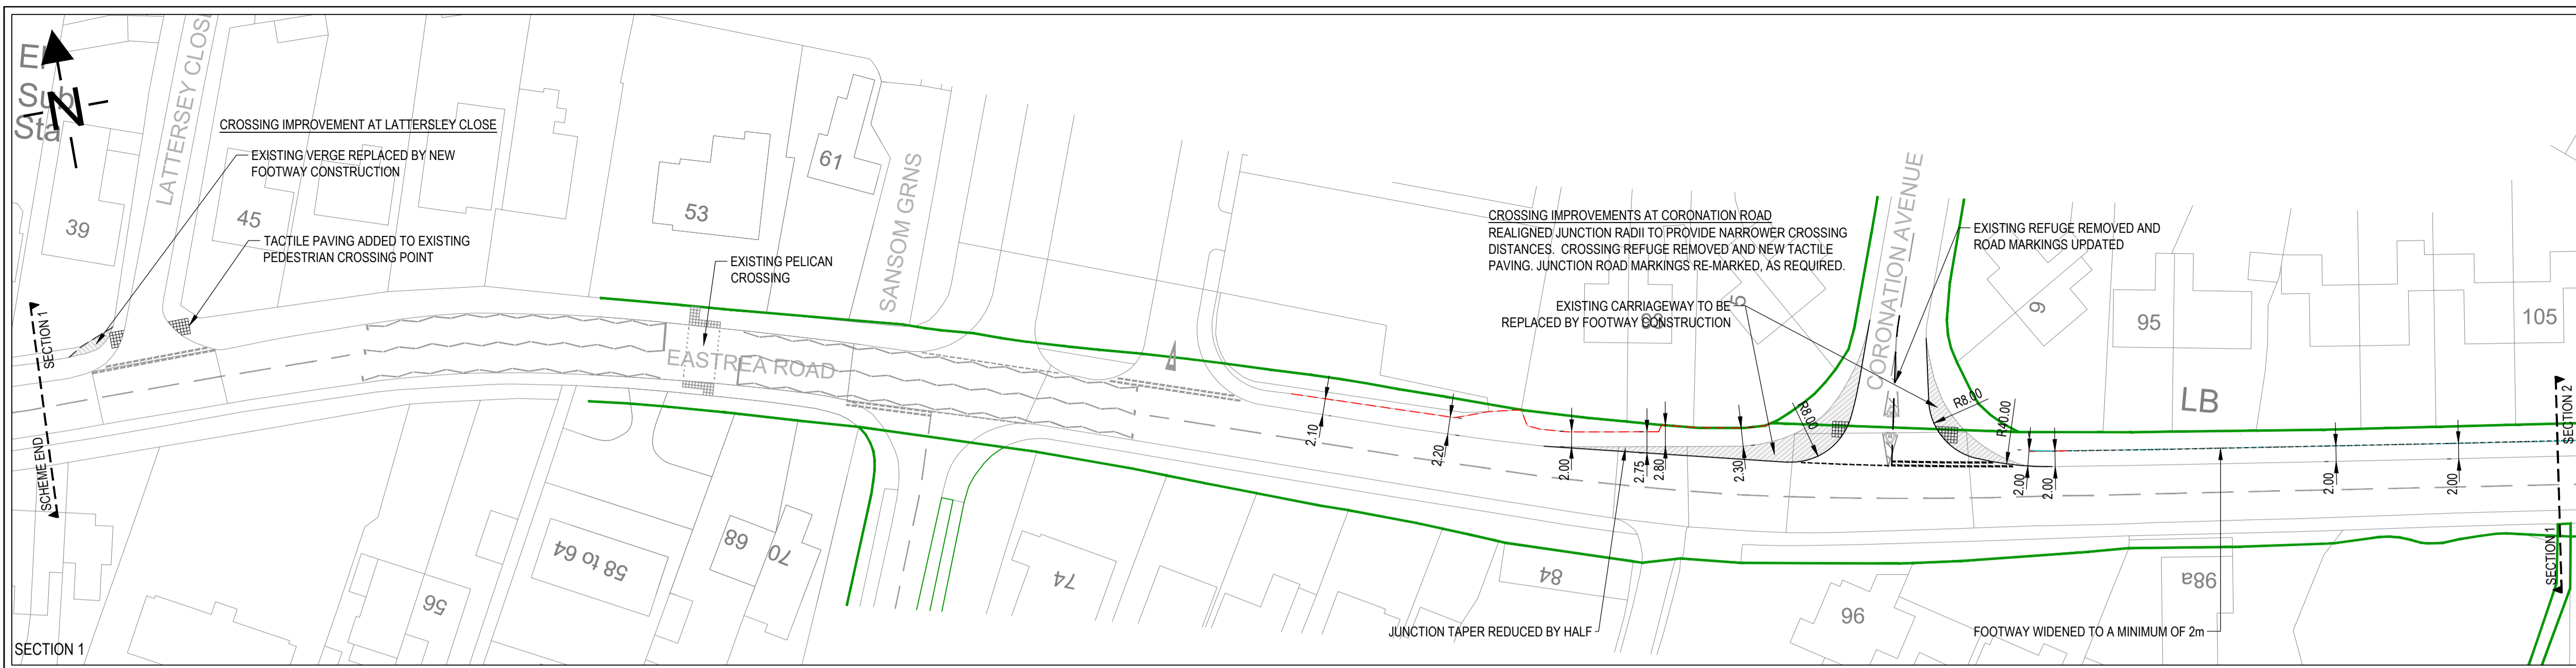 El
Sub
Sta
N
LATTERSEY CLOSE
CROSSING IMPROVEMENT AT LATTERSLEY CLOSE
EXISTING VERGE REPLACED BY NEW
FOOTWAY CONSTRUCTION
TACTILE PAVING ADDED TO EXISTING
PEDESTRIAN CROSSING POINT
39
45
53
61
SANSOM GRNS
EXISTING PELICAN
CROSSING
EASTREA ROAD
SECTION 1
SCHEME END
56
58 to 64
68
70
74
84
96
98a
CROSSING IMPROVEMENTS AT CORONATION ROAD
REALIGNED JUNCTION RADII TO PROVIDE NARROWER CROSSING
DISTANCES. CROSSING REFUGE REMOVED AND NEW TACTILE
PAVING. JUNCTION ROAD MARKINGS RE-MARKED, AS REQUIRED.
EXISTING CARRIAGEWAY TO BE
REPLACED BY FOOTWAY CONSTRUCTION
93
5
CORONATION AVENUE
EXISTING REFUGE REMOVED AND
ROAD MARKINGS UPDATED
9
95
LB
105
2.10
2.20
2.00
2.75
2.80
2.30
R8.00
R8.00
R40.00
2.00
2.00
2.00
2.00
SECTION 2
SECTION 1
JUNCTION TAPER REDUCED BY HALF
FOOTWAY WIDENED TO A MINIMUM OF 2m
SECTION 1